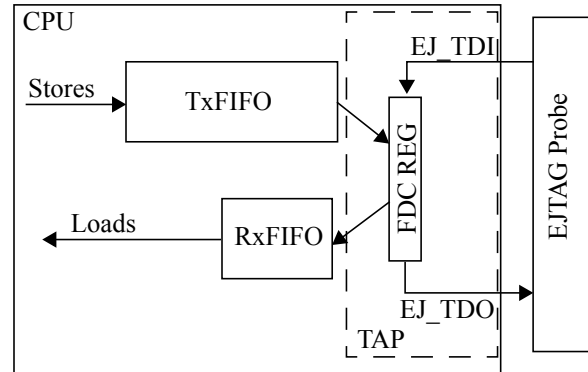 CPU
EJ_TDI
Stores
TxFIFO
FDC REG
EJTAG Probe
Loads
RxFIFO
EJ_TDO
TAP